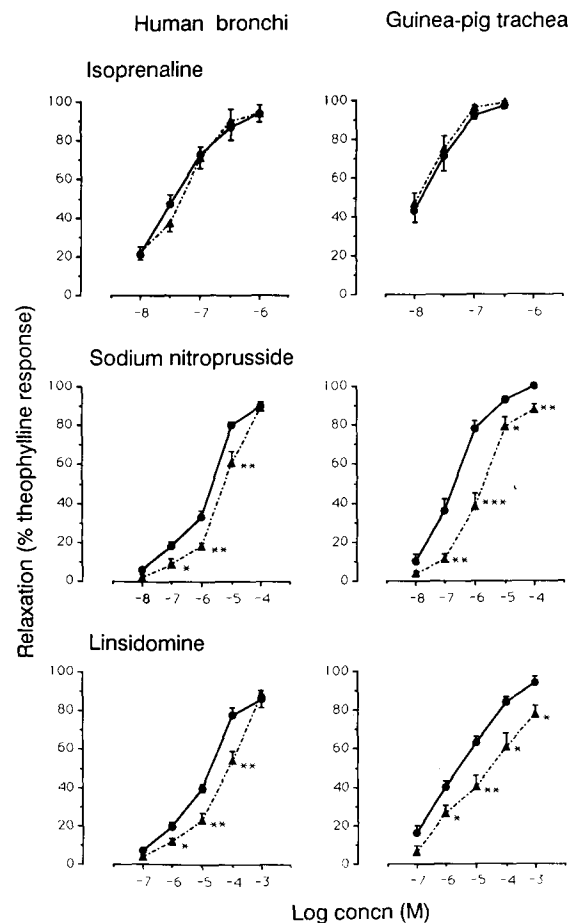 Human bronchi Guinea-pig trachea
Isoprenaline
100 100
80 80
60 60
40 40
20 20
0 0
-8 -7 -6 -8 -7 -6
Relaxation (% theophylline response)
Sodium nitroprusside
100 100
80 80
60 ** 60 * **
40 40 ***
20 * ** 20 **
0 0
-8 -7 -6 -5 -4 -8 -7 -6 -5 -4
Linsidomine
100 100
80 80 *
60 60 *
40 ** 40 **
20 * ** 20 *
0 0
-7 -6 -5 -4 -3 -7 -6 -5 -4 -3
Log concn (M)